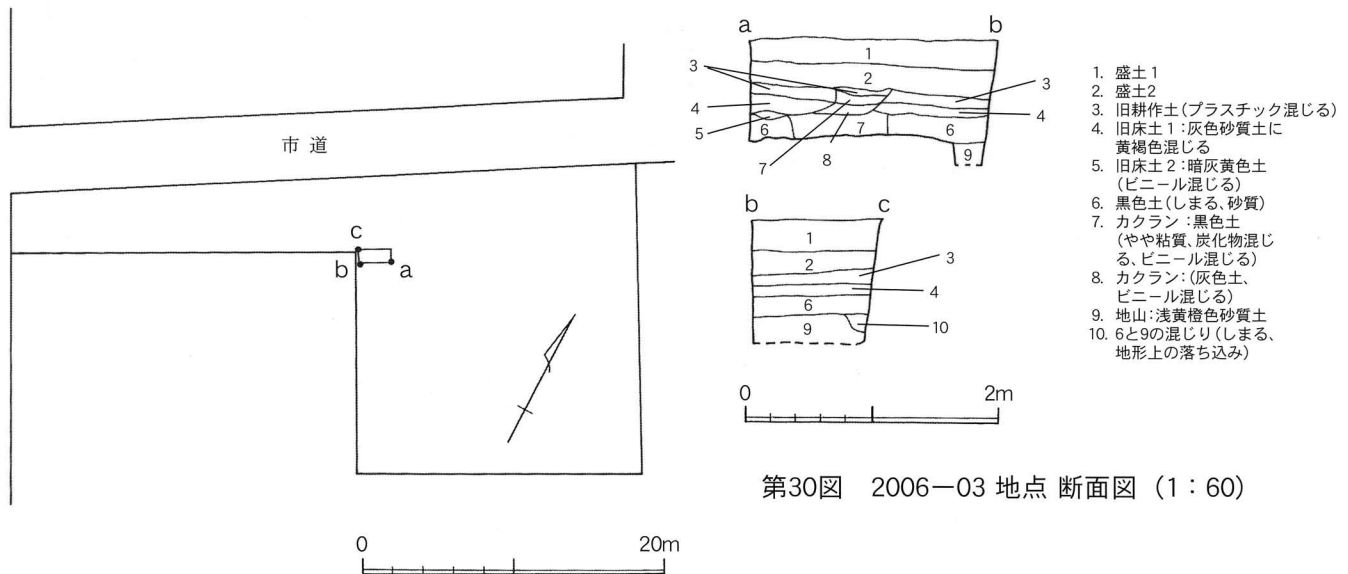 市道
c
b
a
0
20m
a
b
1
2
3
3
4
4
5
6
7
6
7
8
9
b
c
1
2
3
4
6
9
10
0
2m
1. 盛土1
2. 盛土2
3. 旧耕作土(プラスチック混じる)
4. 旧床土1:灰色砂質土に
黄褐色混じる
5. 旧床土2:暗灰黄色土
(ビニール混じる)
6. 黒色土(しまる、砂質)
7. カクラン:黒色土
(やや粘質、炭化物混じ
る、ビニール混じる)
8. カクラン:(灰色土、
ビニール混じる)
9. 地山:浅黄橙色砂質土
10. 6と9の混じり(しまる、
地形上の落ち込み)
第30図 2006-03 地点 断面図 (1:60)